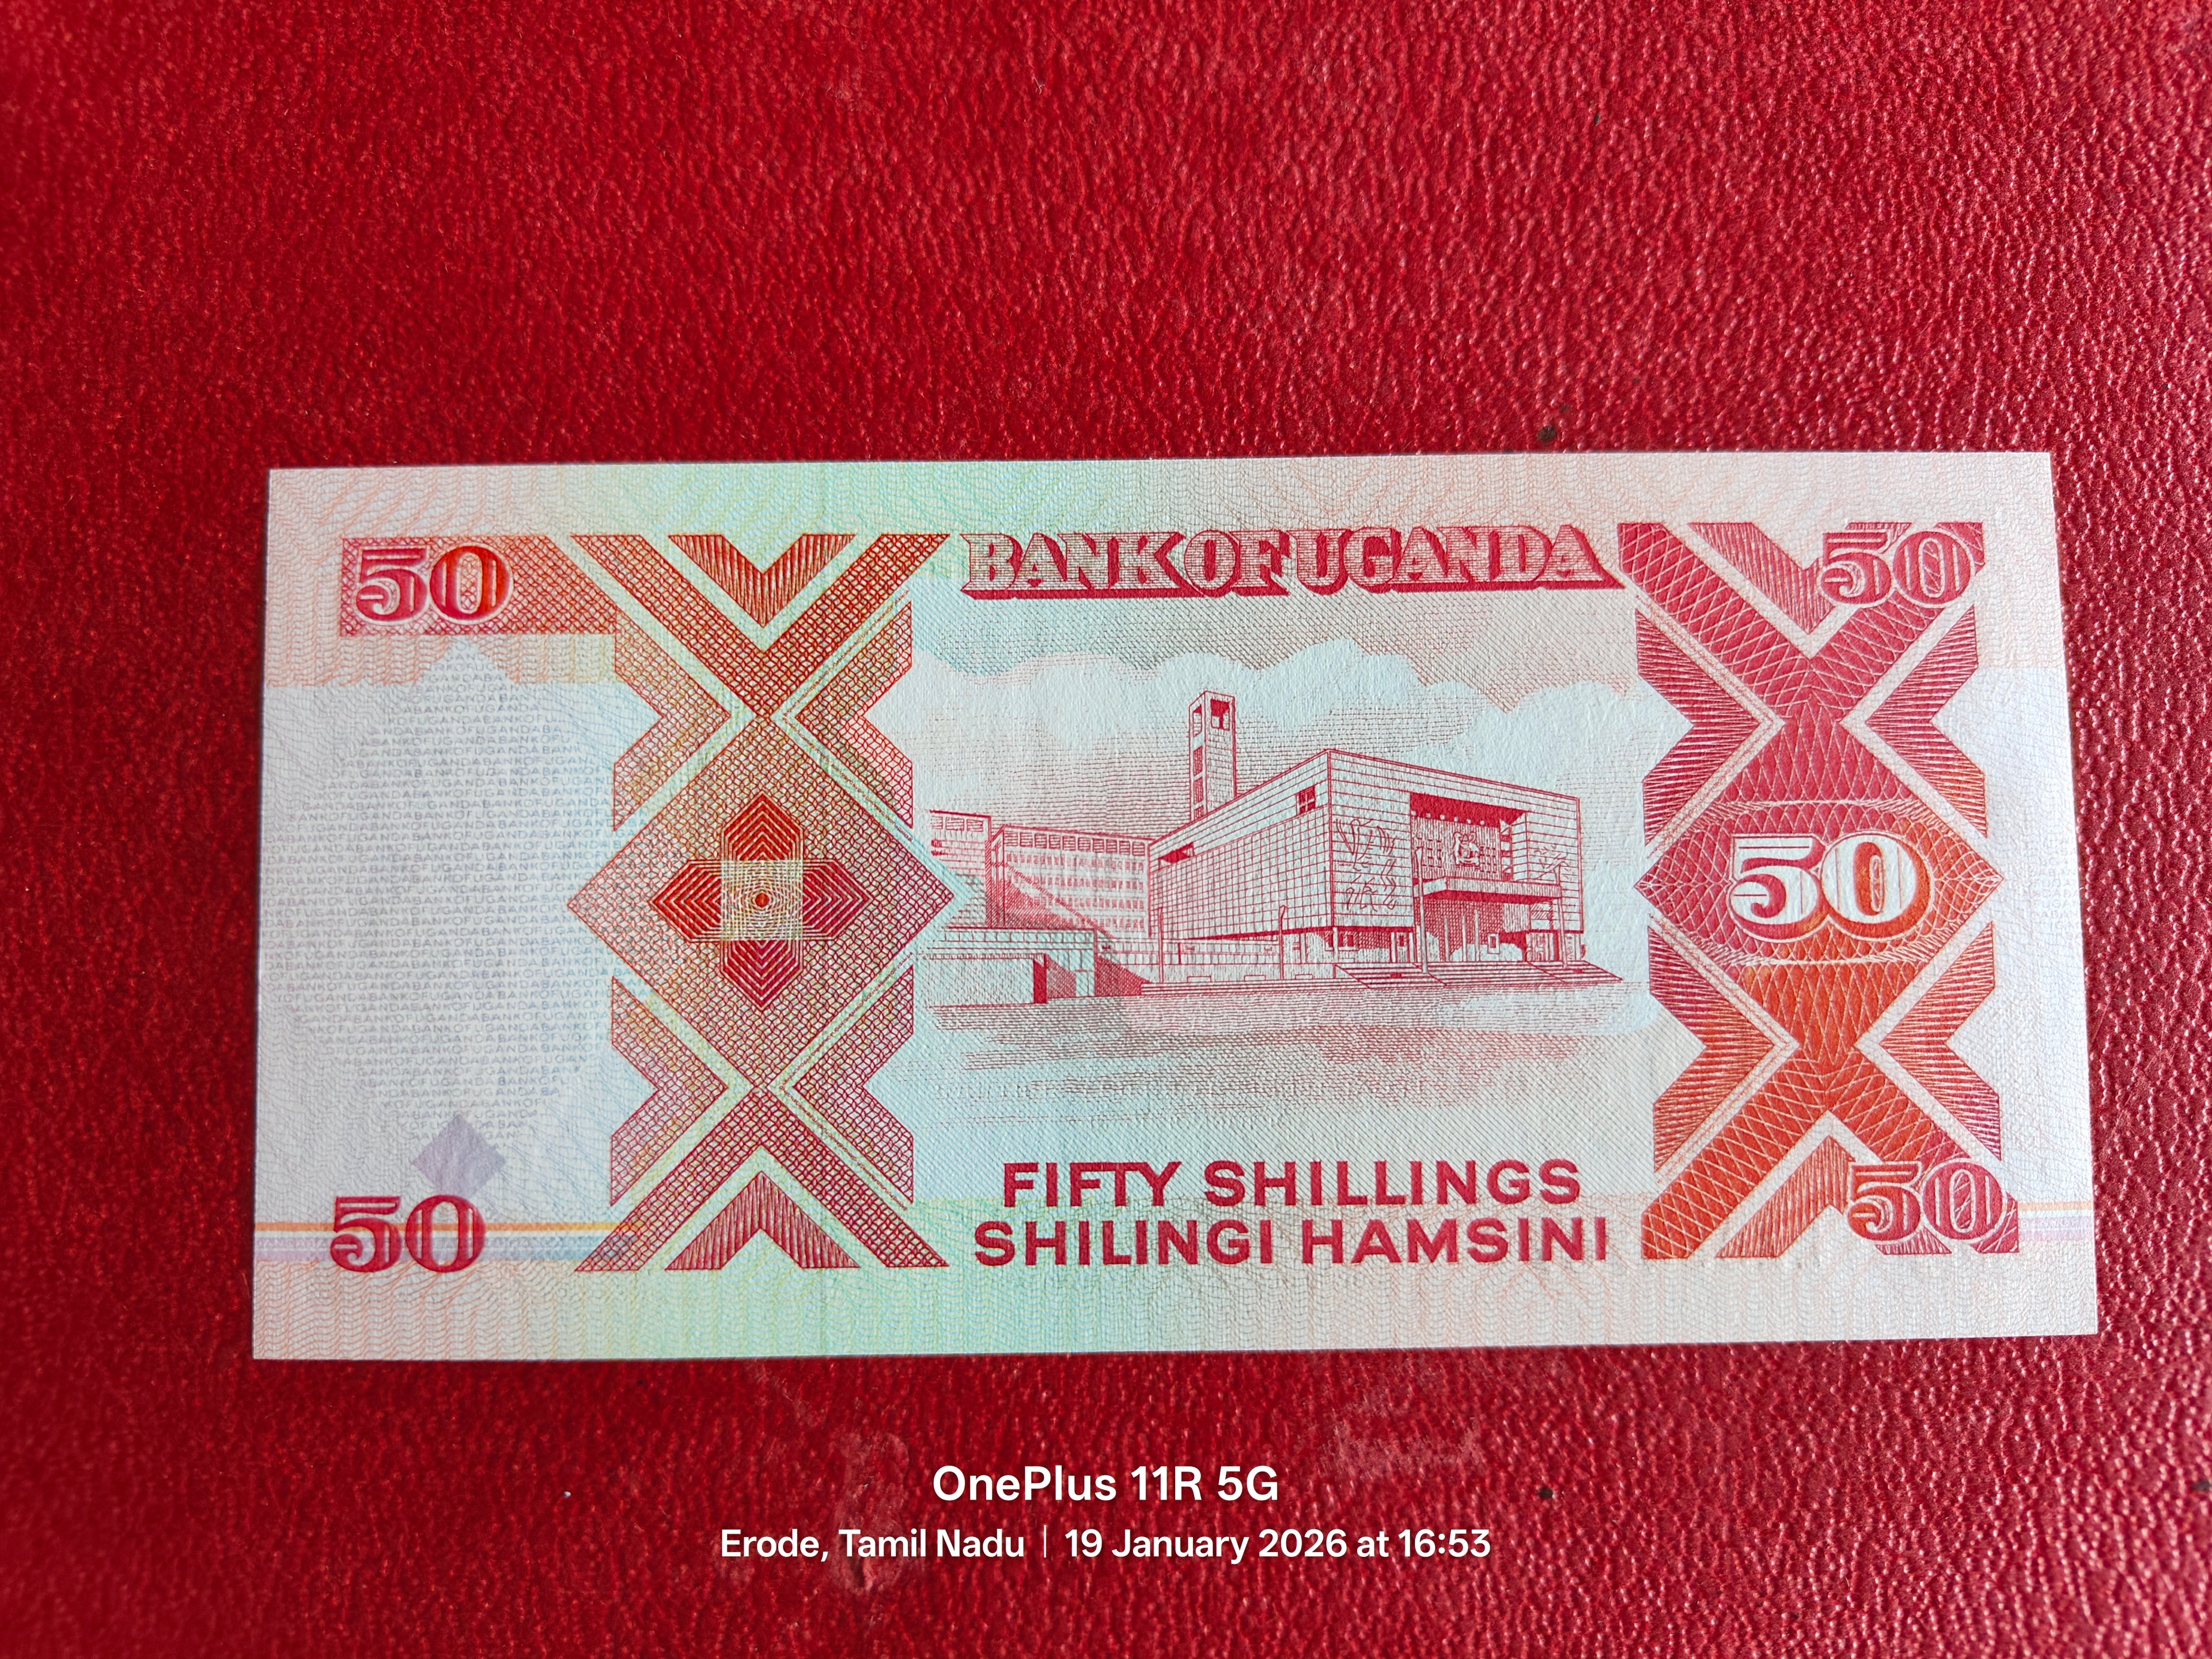 50
BANK OF UGANDA
50
50
FIFTY SHILLINGS
SHILINGI HAMSINI
50
50
OnePlus 11R 5G
Erode, Tamil Nadu | 19 January 2026 at 16:53